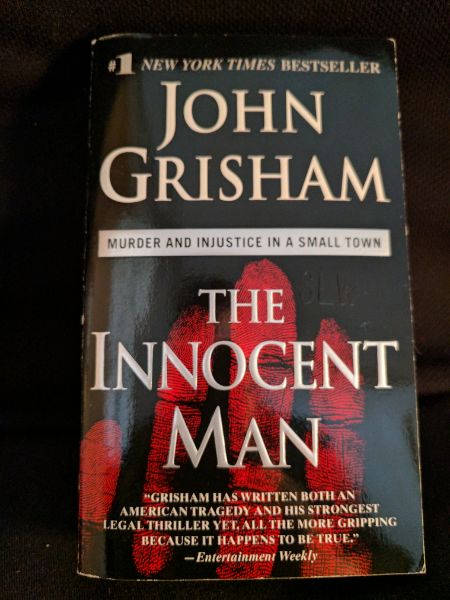 #1 NEW YORK TIMES BESTSELLER
JOHN
GRISHAM
MURDER AND INJUSTICE IN A SMALL TOWN
THE
INNOCENT
MAN
"GRISHAM HAS WRITTEN BOTH AN
AMERICAN TRAGEDY AND HIS STRONGEST
LEGAL THRILLER YET, ALL THE MORE GRIPPING
BECAUSE IT HAPPENS TO BE TRUE."
—Entertainment Weekly